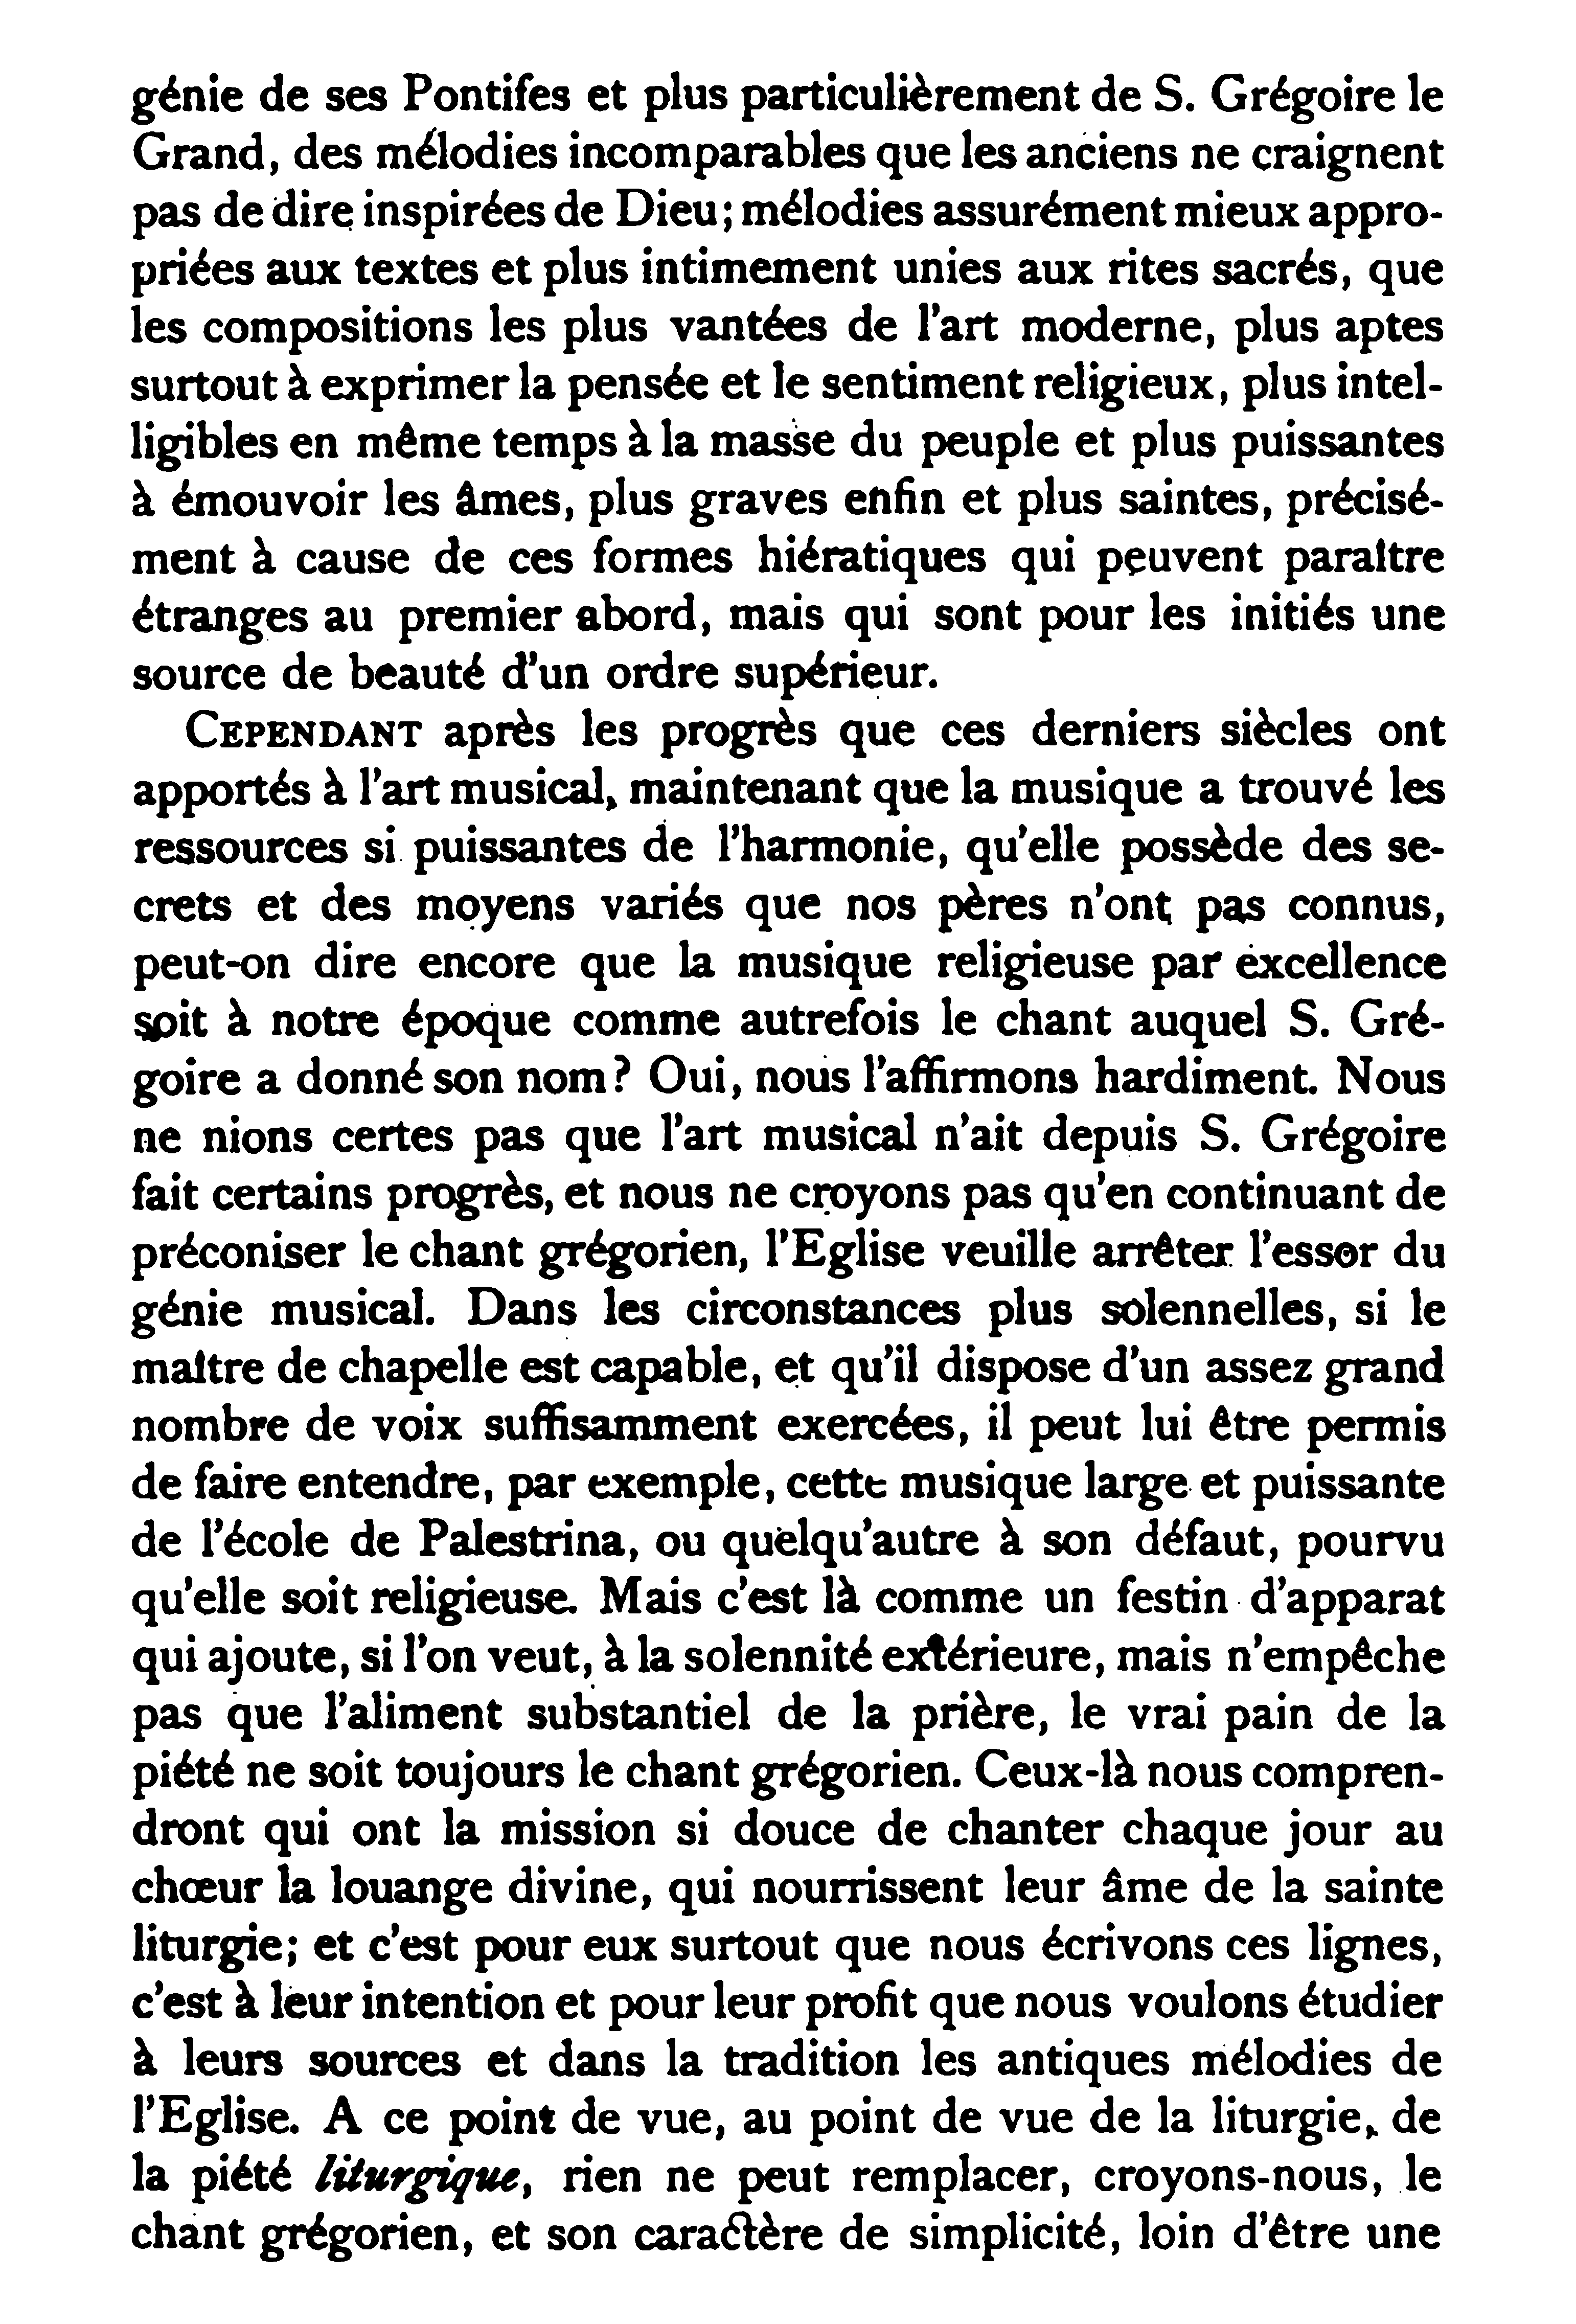 génie de ses Pontifes et plus particulièrement de S. Grégoire le
Grand, des mélodies incomparables que les anciens ne craignent
pas de dire inspirées de Dieu; mélodies assurément mieux appro-
priées aux textes et plus intimement unies aux rites sacrés, que
les compositions les plus vantées de l'art moderne, plus aptes
surtout à exprimer la pensée et le sentiment religieux, plus intel-
ligibles en même temps à la masse du peuple et plus puissantes
à émouvoir les âmes, plus graves enfin et plus saintes, précisé-
ment à cause de ces formes hiératiques qui peuvent paraître
étranges au premier abord, mais qui sont pour les initiés une
source de beauté d'un ordre supérieur.
CEPENDANT après les progrès que ces derniers siècles ont
apportés à l'art musical, maintenant que la musique a trouvé les
ressources si puissantes de l'harmonie, qu'elle possède des se-
crets et des moyens variés que nos pères n'ont pas connus,
peut-on dire encore que la musique religieuse par excellence
soit à notre époque comme autrefois le chant auquel S. Gré-
goire a donné son nom? Oui, nous l'affirmons hardiment. Nous
ne nions certes pas que l'art musical n'ait depuis S. Grégoire
fait certains progrès, et nous ne croyons pas qu'en continuant de
préconiser le chant grégorien, l'Eglise veuille arrêter l'essor du
génie musical. Dans les circonstances plus solennelles, si le
maître de chapelle est capable, et qu'il dispose d'un assez grand
nombre de voix suffisamment exercées, il peut lui être permis
de faire entendre, par exemple, cette musique large et puissante
de l'école de Palestrina, ou quelqu'autre à son défaut, pourvu
qu'elle soit religieuse. Mais c'est là comme un festin d'apparat
qui ajoute, si l'on veut, à la solennité extérieure, mais n'empêche
pas que l'aliment substantiel de la prière, le vrai pain de la
piété ne soit toujours le chant grégorien. Ceux-là nous compren-
dront qui ont la mission si douce de chanter chaque jour au
chœur la louange divine, qui nourrissent leur âme de la sainte
liturgie; et c'est pour eux surtout que nous écrivons ces lignes,
c'est à leur intention et pour leur profit que nous voulons étudier
à leurs sources et dans la tradition les antiques mélodies de
l'Eglise. A ce point de vue, au point de vue de la liturgie, de
la piété liturgique, rien ne peut remplacer, croyons-nous, le
chant grégorien, et son caractère de simplicité, loin d'être une